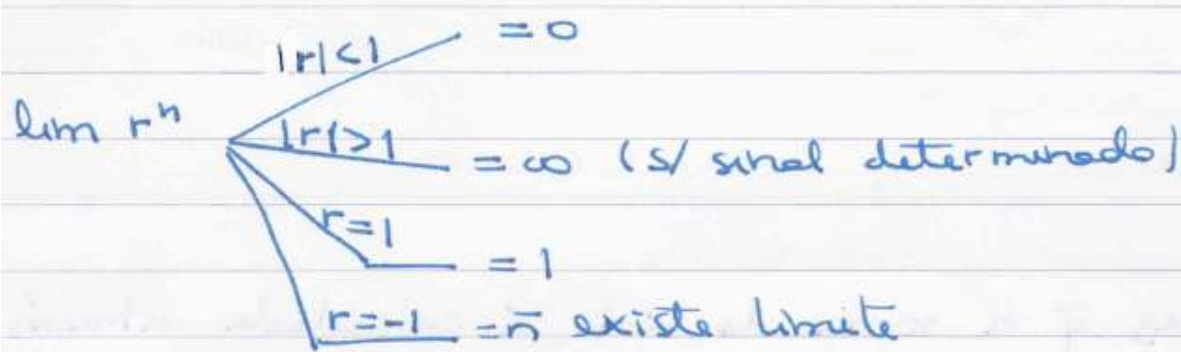 |r|<1 = 0
lim rⁿ |r|>1 = ∞ (s/ sinal determinado)
r=1 = 1
r=-1 = ñ existe limite